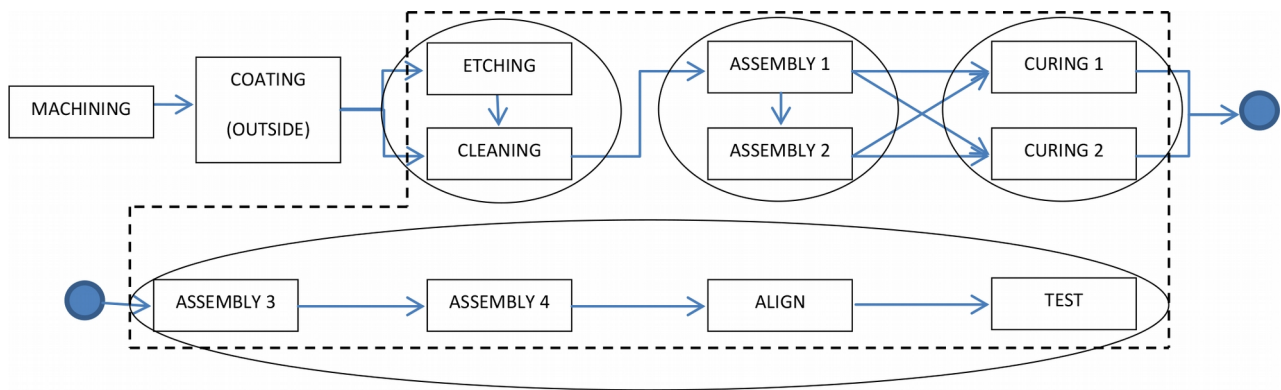 MACHINING
COATING
(OUTSIDE)
ETCHING
CLEANING
ASSEMBLY 1
ASSEMBLY 2
CURING 1
CURING 2
ASSEMBLY 3
ASSEMBLY 4
ALIGN
TEST